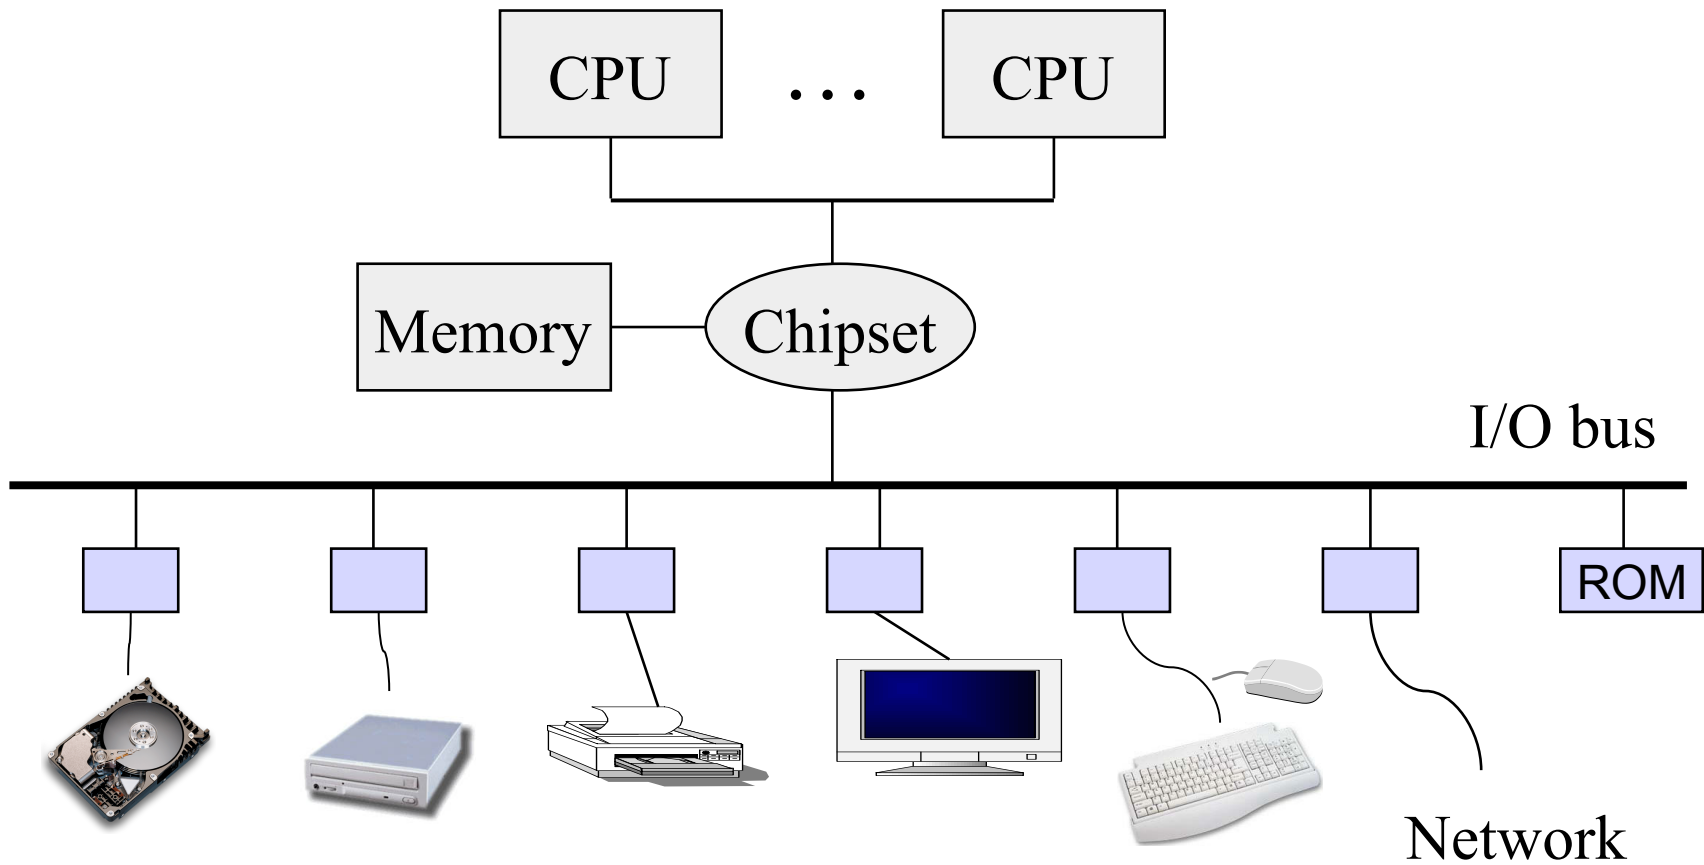 CPU ... CPU
Memory
Chipset
I/O bus
ROM
Network